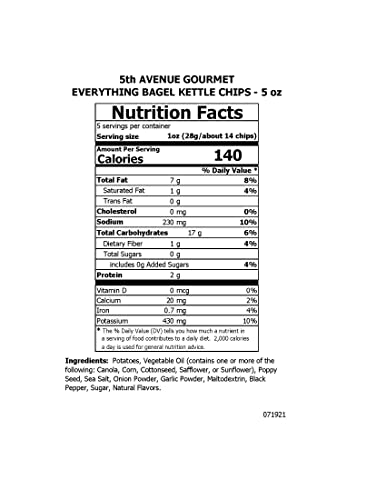 5th AVENUE GOURMET
EVERYTHING BAGEL KETTLE CHIPS - 5 oz
Nutrition Facts
5 servings per container
Serving size 1oz (28g/about 14 chips)
Amount Per Serving
Calories 140
% Daily Value *
Total Fat 7 g 8%
Saturated Fat 1 g 4%
Trans Fat 0 g
Cholesterol 0 mg 0%
Sodium 230 mg 10%
Total Carbohydrates 17 g 6%
Dietary Fiber 1 g 4%
Total Sugars 0 g
includes 0g Added Sugars 4%
Protein 2 g
Vitamin D 0 mcg 0%
Calcium 20 mg 2%
Iron 0.7 mg 4%
Potassium 430 mg 10%
* The % Daily Value (DV) tells you how much a nutrient in
a serving of food contributes to a daily diet. 2,000 calories
a day is used for general nutrition advice.
Ingredients: Potatoes, Vegetable Oil (contains one or more of the
following: Canola, Corn, Cottonseed, Safflower, or Sunflower), Poppy
Seed, Sea Salt, Onion Powder, Garlic Powder, Maltodextrin, Black
Pepper, Sugar, Natural Flavors.
071921